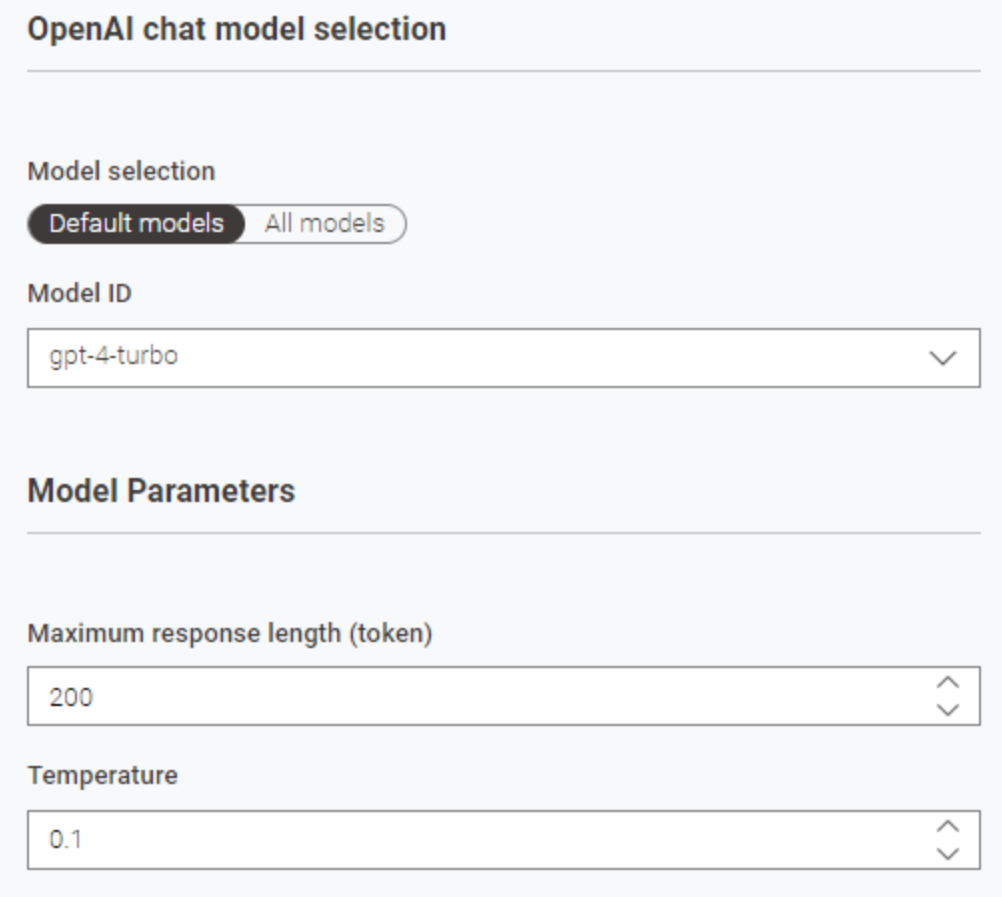 OpenAI chat model selection
Model selection
Default models All models
Model ID
gpt-4-turbo
Model Parameters
Maximum response length (token)
200
Temperature
0.1